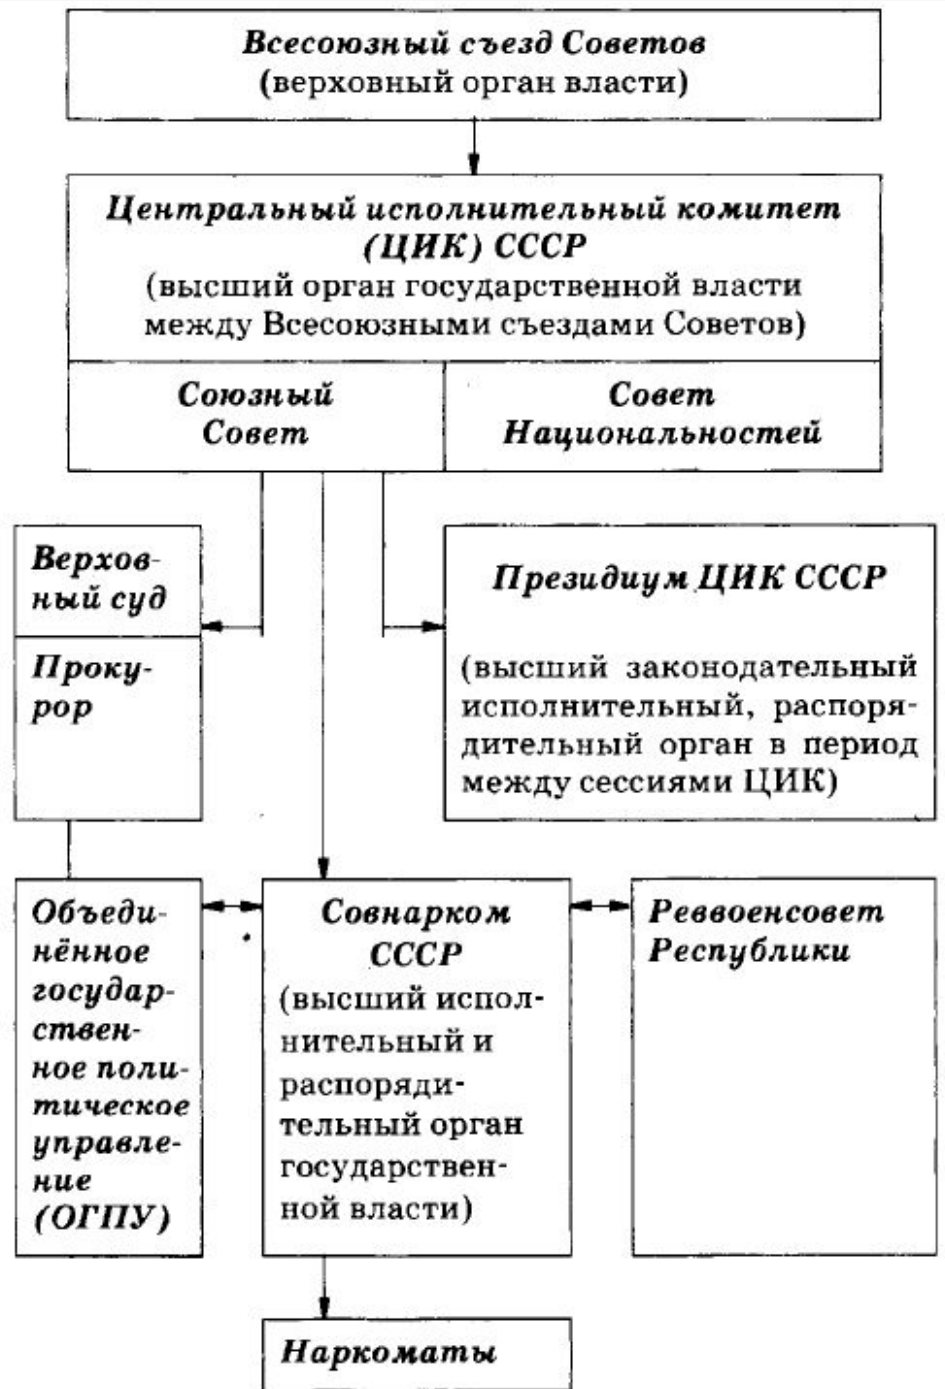 Всесоюзный съезд Советов
(верховный орган власти)
Центральный исполнительный комитет
(ЦИК) СССР
(высший орган государственной власти
между Всесоюзными съездами Советов)
Союзный
Совет
Совет
Национальностей
Верхов-
ный суд
Проку-
рор
Президиум ЦИК СССР
(высший законодательный
исполнительный, распоря-
дительный орган в период
между сессиями ЦИК)
Объеди-
нённое
государ-
ствен-
ное поли-
тическое
управле-
ние
(ОГПУ)
Совнарком
СССР
(высший испол-
нительный и
распоряди-
тельный орган
государствен-
ной власти)
Реввоенсовет
Республики
Наркоматы